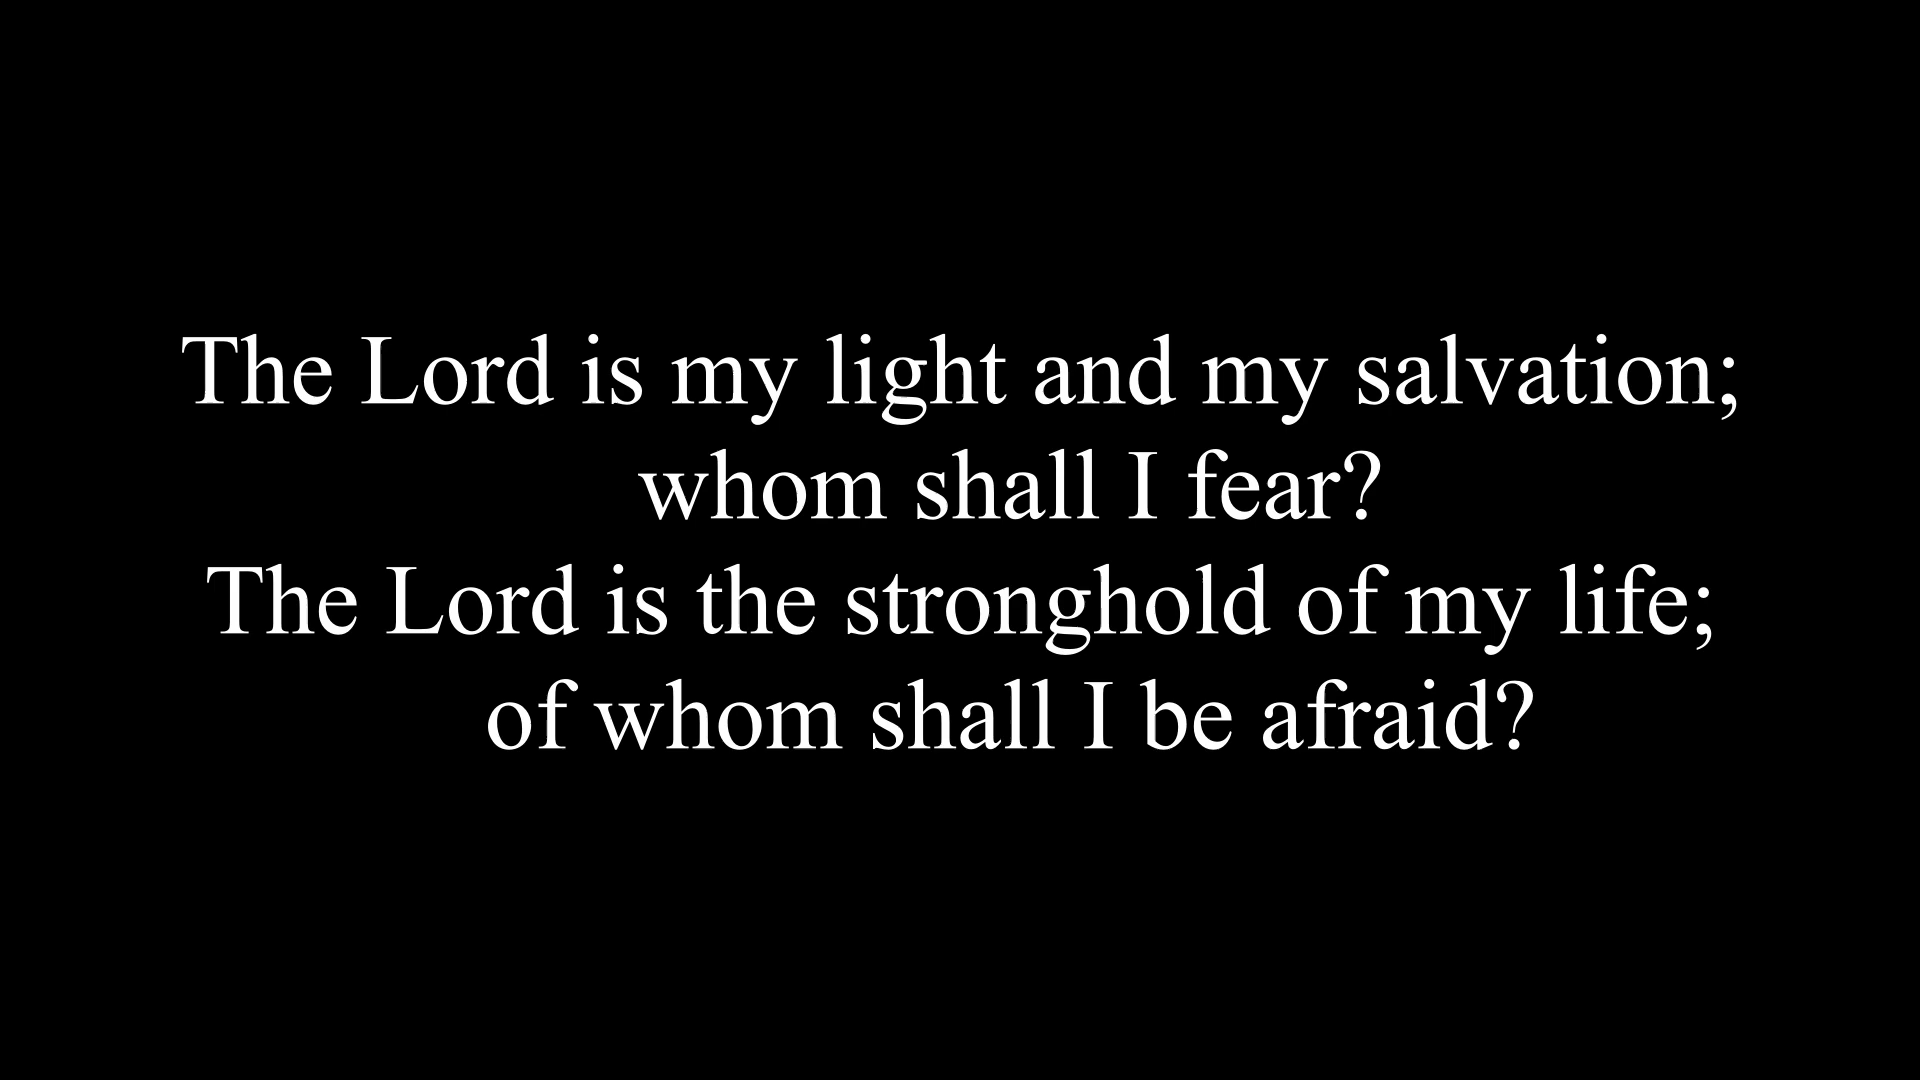 The Lord is my light and my salvation;
whom shall I fear?
The Lord is the stronghold of my life;
of whom shall I be afraid?